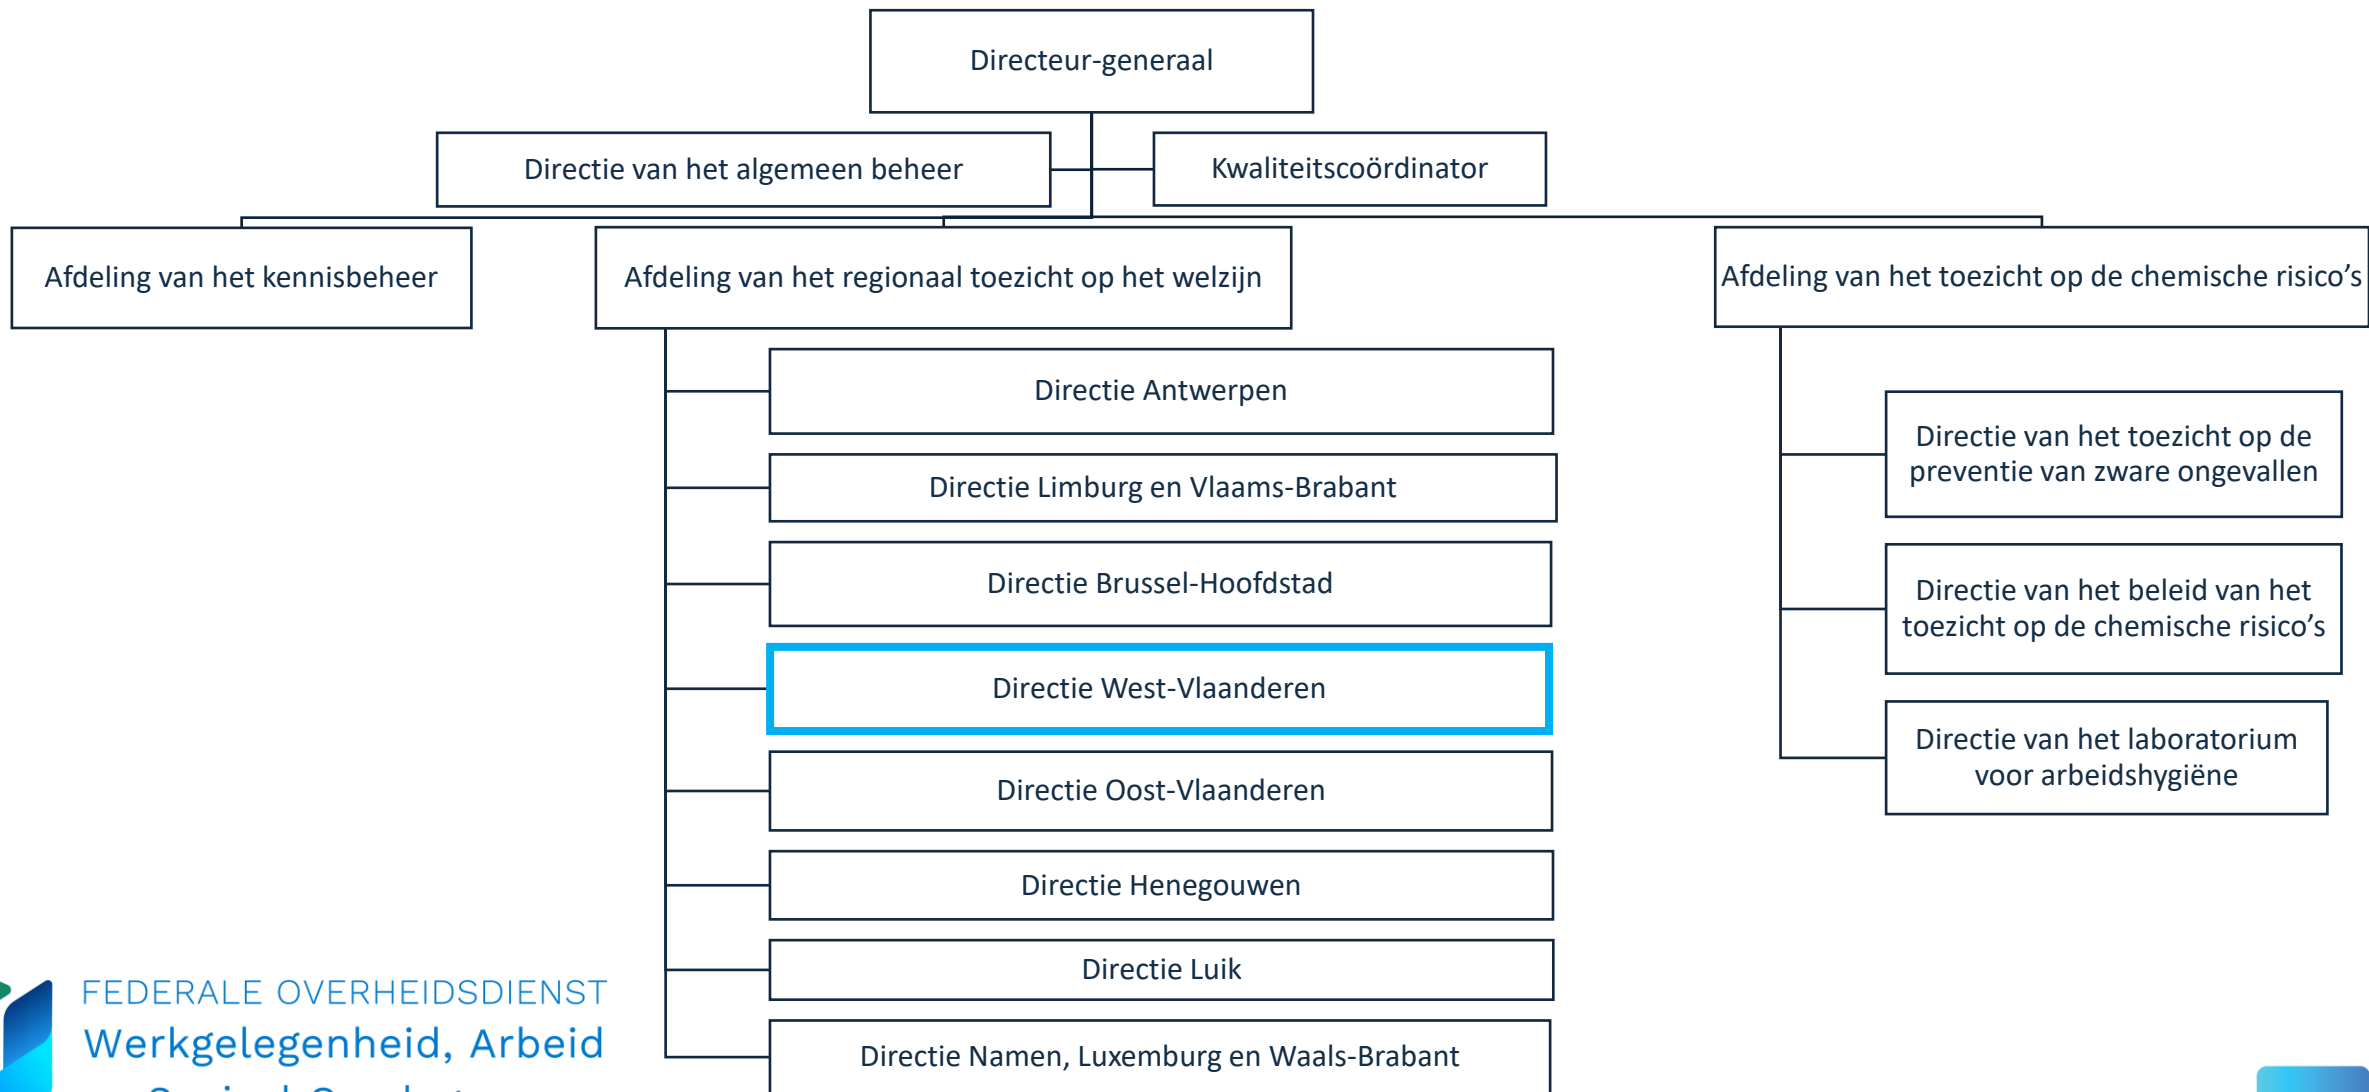 Directeur-generaal
Directie van het algemeen beheer
Kwaliteitscoördinator
Afdeling van het kennisbeheer
Afdeling van het regionaal toezicht op het welzijn
Afdeling van het toezicht op de chemische risico’s
Directie Antwerpen
Directie Limburg en Vlaams-Brabant
Directie Brussel-Hoofdstad
Directie West-Vlaanderen
Directie Oost-Vlaanderen
Directie Henegouwen
Directie Luik
Directie Namen, Luxemburg en Waals-Brabant
Directie van het toezicht op de
preventie van zware ongevallen
Directie van het beleid van het
toezicht op de chemische risico’s
Directie van het laboratorium
voor arbeidshygiëne
FEDERALE OVERHEIDSDIENST
Werkgelegenheid, Arbeid